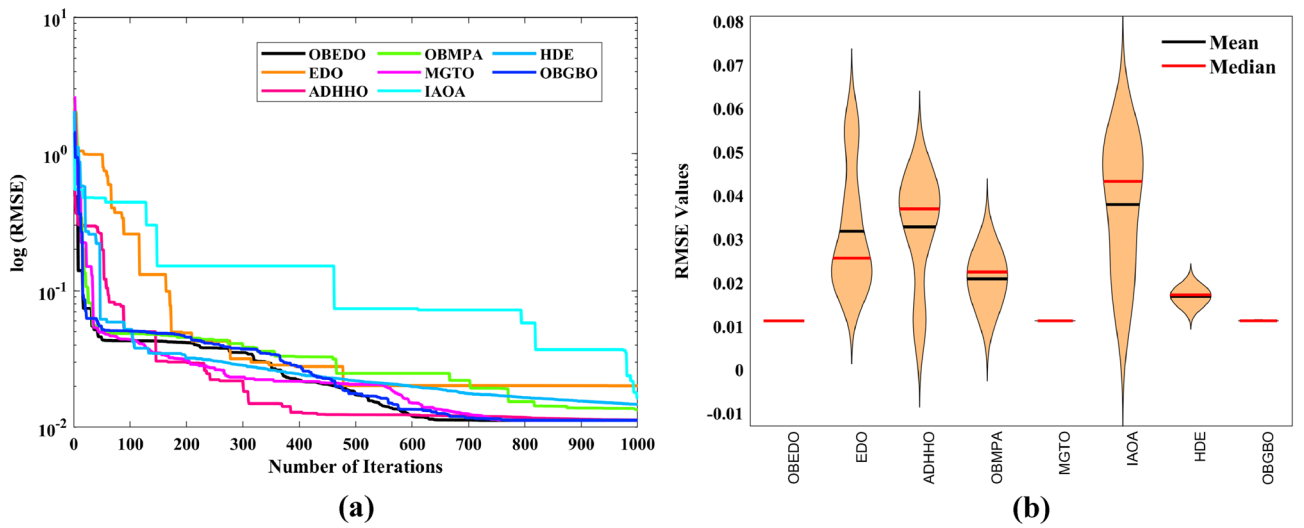 10^1
10^0
10^-1
10^-2
log (RMSE)
OBEDO OBMPA HDE
EDO MGTO OBGBO
ADHHO IAOA
0 100 200 300 400 500 600 700 800 900 1000
Number of Iterations
(a)
0.08
0.07
0.06
0.05
0.04
0.03
0.02
0.01
0
-0.01
RMSE Values
Mean
Median
OBEDO EDO ADHHO OBMPA MGTO IAOA HDE OBGBO
(b)